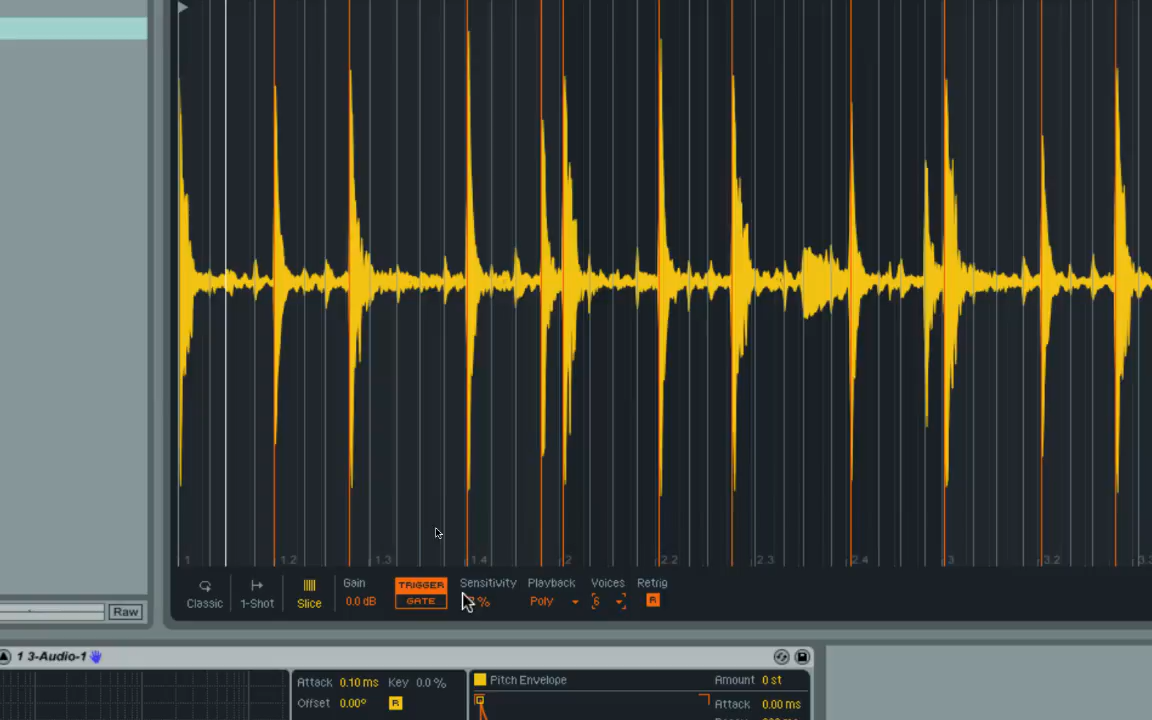 1 1.2 1.3 1.4 2 2.2 2.3 2.4 3 3.2 3.3
Gain TRIGGER Sensitivity Playback Voices Retrig
Classic 1-Shot Slice 0.0 dB GATE % Poly 6 R
Raw
1 3-Audio-1
Attack 0.10 ms Key 0.0 % Pitch Envelope Amount 0 st
Offset 0.00° R Attack 0.00 ms